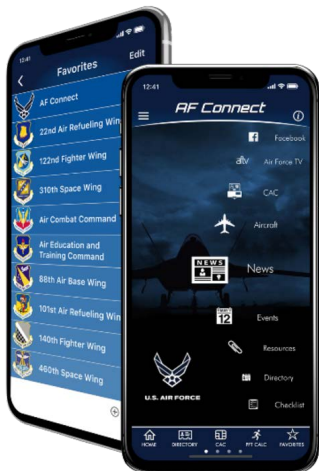 12:41
Favorites
Edit
AF Connect
22nd Air Refueling Wing
122nd Fighter Wing
310th Space Wing
Air Combat Command
Air Education and
Training Command
88th Air Base Wing
101st Air Refueling Wing
140th Fighter Wing
460th Space Wing
12:41
AF Connect
Facebook
aftv
Air Force TV
CAC
Aircraft
NEWS
News
12
Events
Resources
Directory
Checklist
U.S. AIR FORCE
HOME
DIRECTORY
CAC
PFT CALC
FAVORITES